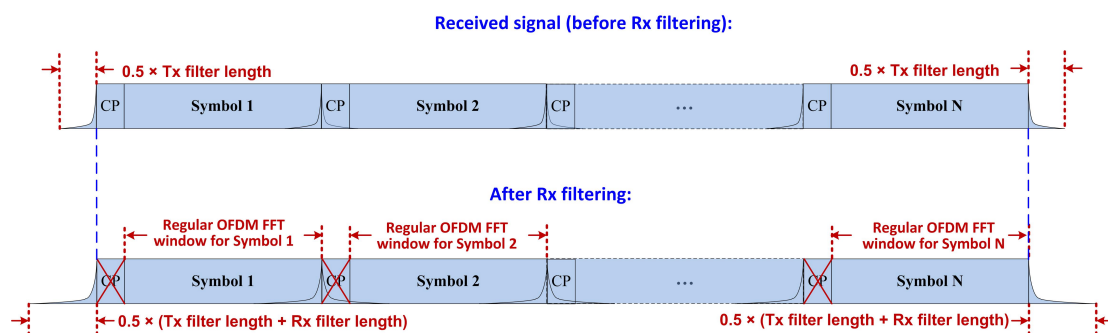 Received signal (before Rx filtering):
0.5 × Tx filter length
0.5 × Tx filter length
CP
Symbol 1
CP
Symbol 2
CP
...
CP
Symbol N
After Rx filtering:
Regular OFDM FFT
window for Symbol 1
Regular OFDM FFT
window for Symbol 2
Regular OFDM FFT
window for Symbol N
CP
Symbol 1
CP
Symbol 2
CP
...
CP
Symbol N
0.5 × (Tx filter length + Rx filter length)
0.5 × (Tx filter length + Rx filter length)